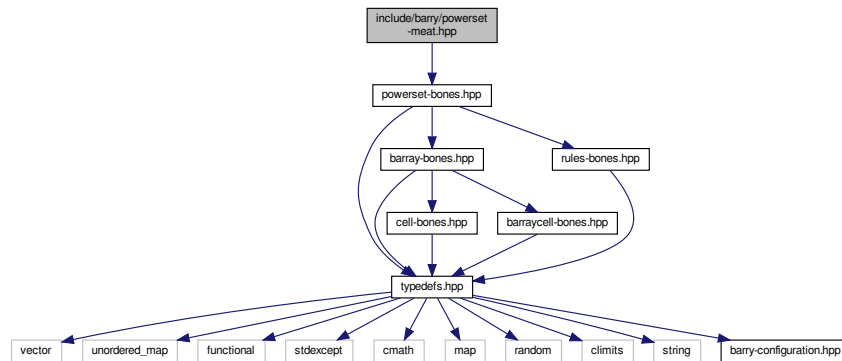 include/barry/powerset
-meat.hpp
powerset-bones.hpp
barray-bones.hpp
rules-bones.hpp
cell-bones.hpp
barraycell-bones.hpp
typedefs.hpp
vector
unordered_map
functional
stdexcept
cmath
map
random
climits
string
barry-configuration.hpp